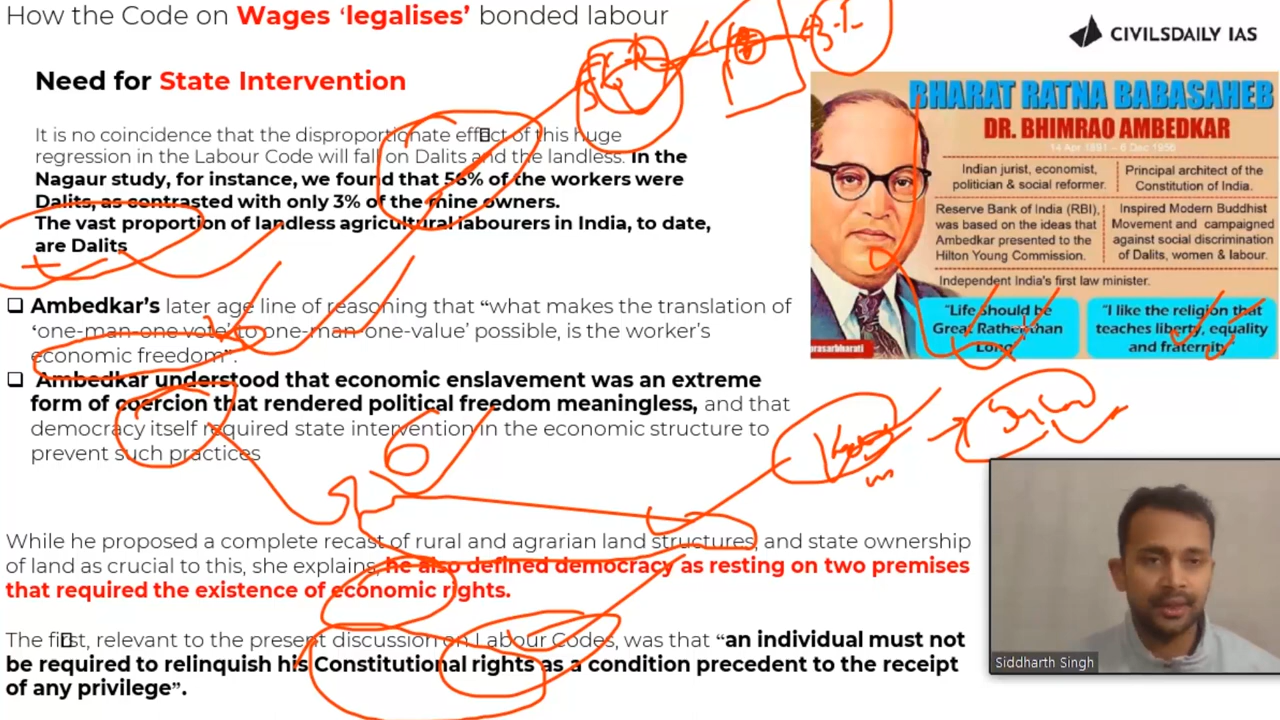 How the Code on Wages ‘legalises’ bonded labour
CIVILSDAILY IAS
Need for State Intervention
It is no coincidence that the disproportionate effect of this huge
regression in the Labour Code will fall on Dalits and the landless. In the
Nagaur study, for instance, we found that 56% of the workers were
Dalits, as contrasted with only 3% of the mine owners.
The vast proportion of landless agricultural labourers in India, to date,
are Dalits
Ambedkar’s later age line of reasoning that “what makes the translation of
‘one-man-one vote’ to one-man-one-value’ possible, is the worker’s
economic freedom”.
Ambedkar understood that economic enslavement was an extreme
form of coercion that rendered political freedom meaningless, and that
democracy itself required state intervention in the economic structure to
prevent such practices
While he proposed a complete recast of rural and agrarian land structures, and state ownership
of land as crucial to this, she explains, he also defined democracy as resting on two premises
that required the existence of economic rights.
The first, relevant to the present discussion on Labour Codes, was that “an individual must not
be required to relinquish his Constitutional rights as a condition precedent to the receipt
of any privilege”.
BHARAT RATNA BABASAHEB
DR. BHIMRAO AMBEDKAR
14 Apr 1891 – 6 Dec 1956
Indian jurist, economist,
politician & social reformer.
Principal architect of the
Constitution of India.
Reserve Bank of India (RBI),
was based on the ideas that
Ambedkar presented to the
Hilton Young Commission.
Inspired Modern Buddhist
Movement and campaigned
against social discrimination
of Dalits, women & labour.
Independent India's first law minister.
“Life should be
Great Rather than
Long”
“I like the religion that
teaches liberty, equality
and fraternity”
prasarbharati
Siddharth Singh